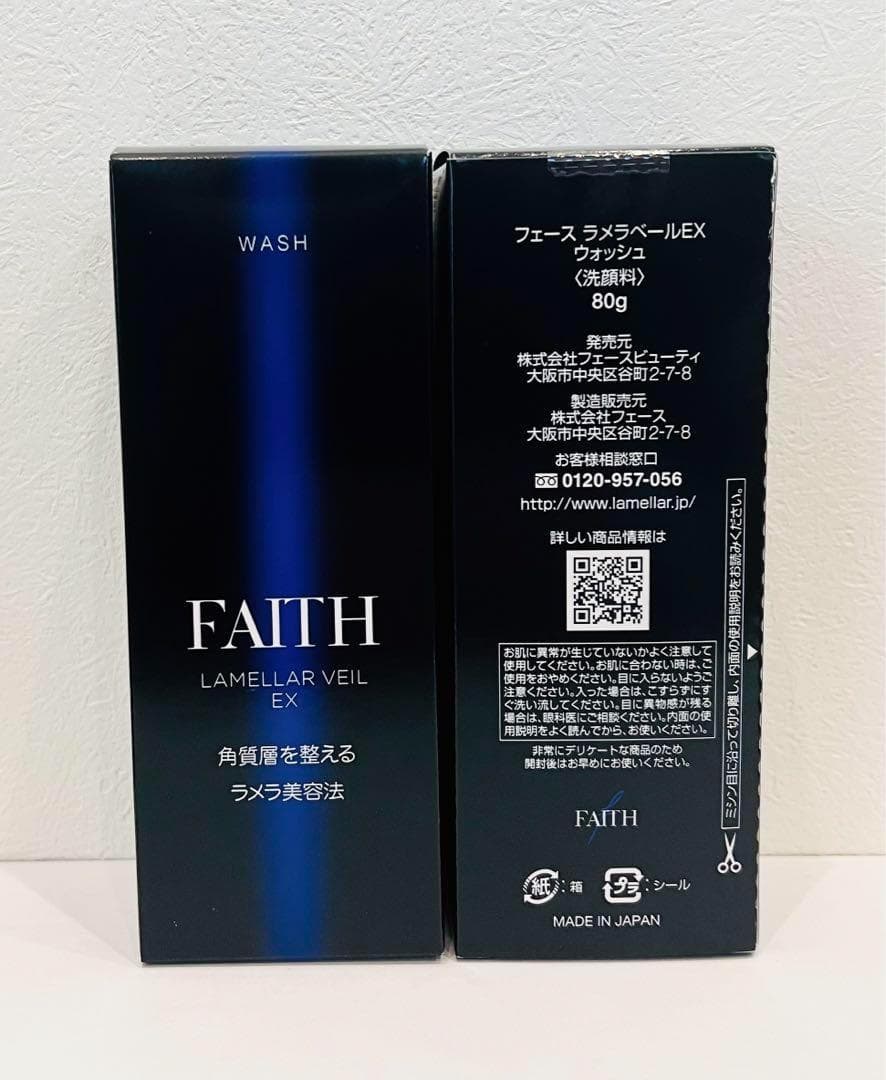 WASH
FAITH
LAMELLAR VEIL
EX
角質層を整える
ラメラ美容法
フェース ラメラベールEX
ウォッシュ
〈洗顔料〉
80g
発売元
株式会社フェースビューティ
大阪市中央区谷町2-7-8
製造販売元
株式会社フェース
大阪市中央区谷町2-7-8
お客様相談窓口
0120-957-056
http://www.lamellar.jp/
詳しい商品情報は
お肌に異常が生じていないかよく注意して
使用してください。お肌に合わない時は、ご
使用をおやめください。目に入らないようご
注意ください。入った場合は、こすらずにす
ぐ洗い流してください。目に異物感が残る
場合は、眼科医にご相談ください。内面の使
用説明をよく読んでから、お使いください。
非常にデリケートな商品のため
開封後はお早めにお使いください。
FAITH
紙:箱
プラ:シール
MADE IN JAPAN
ミシン目に沿って切り離し、内面の使用説明をお読みください。